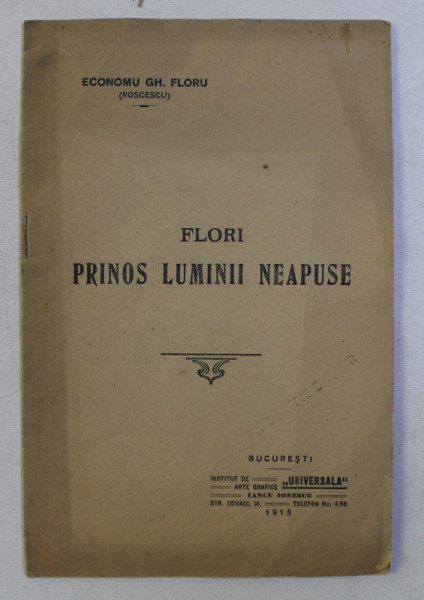 ECONOMU GH. FLORU
(ROSCESCU)
FLORI
PRINOS LUMINII NEAPUSE
BUCUREȘTI
INSTITUT DE
ARTE GRAFICE „UNIVERSALA“
IANCU IONESCU
STR. COVACI, 14, TELEFON No. 4/56
1915